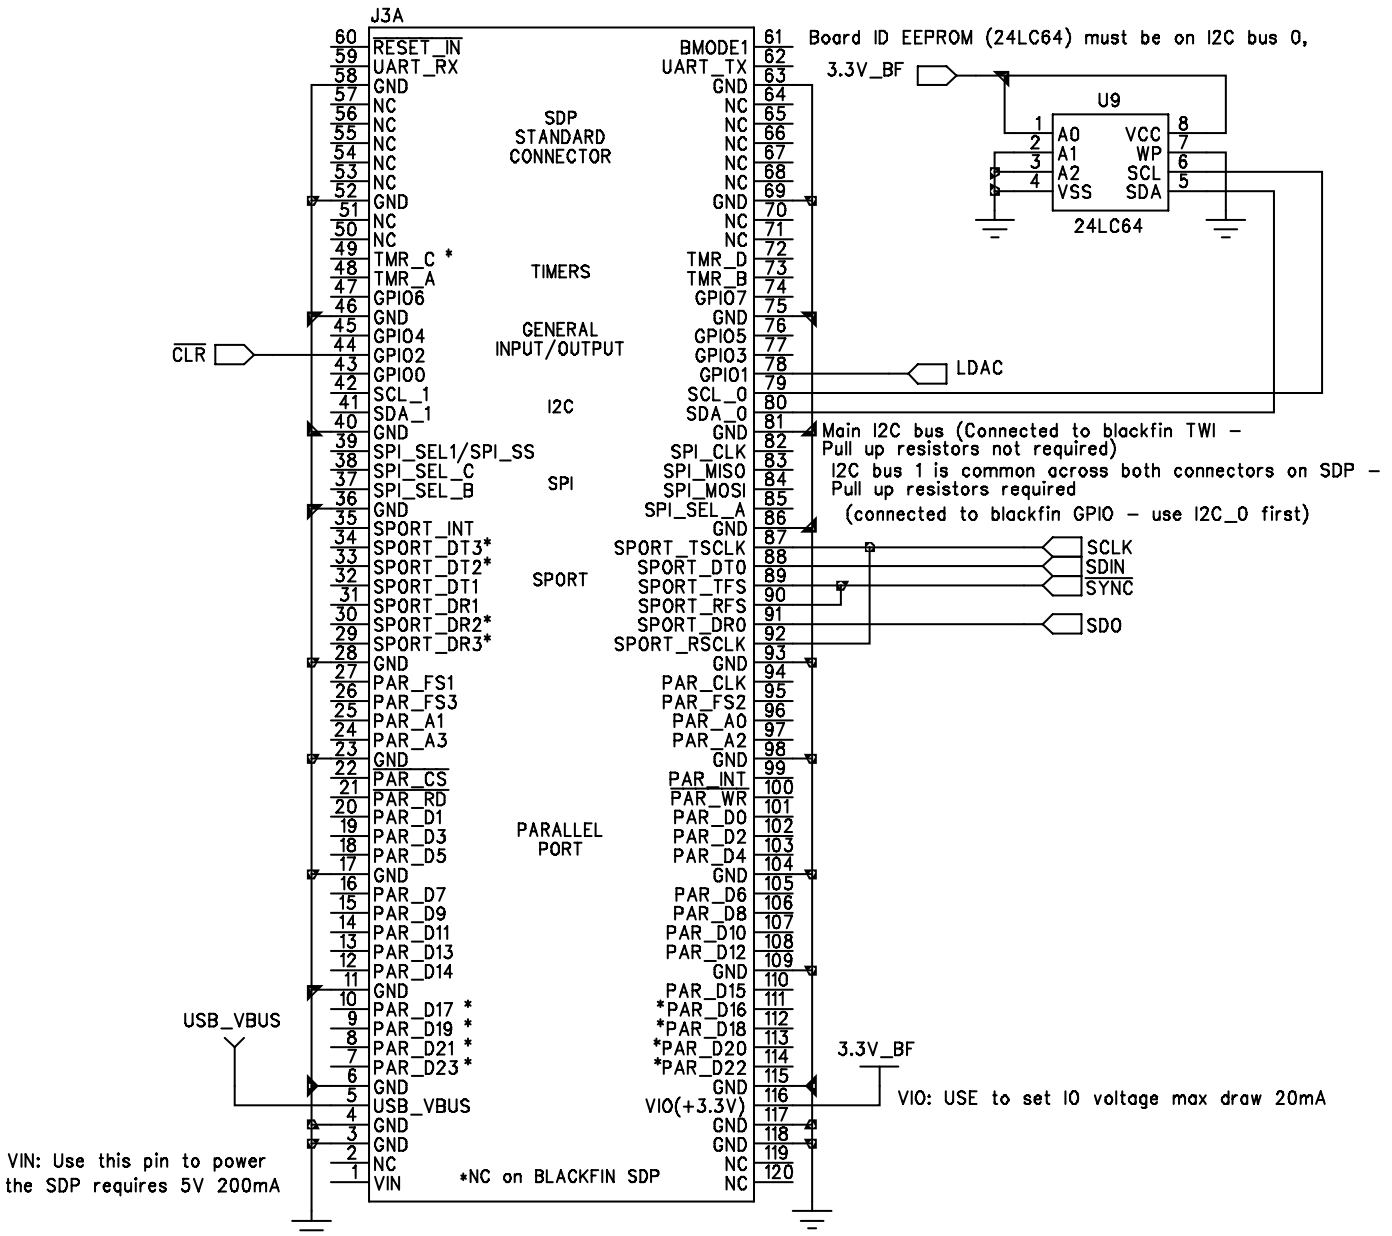 J3A
60 RESET_IN BMODE1 61
59 UART_RX UART_TX 62
58 GND GND 63
57 NC NC 64
56 NC NC 65
55 NC NC 66
54 NC NC 67
53 NC NC 68
52 GND GND 69
51 NC NC 70
50 NC NC 71
49 TMR_C * TMR_D 72
48 TMR_A TMR_B 73
47 GPIO6 GPIO7 74
46 GND GND 75
45 GPIO4 GPIO5 76
44 GPIO2 GPIO3 77
43 GPIO0 GPIO1 78
42 SCL_1 SCL_0 79
41 SDA_1 SDA_0 80
40 GND GND 81
39 SPI_SEL1/SPI_SS SPI_CLK 82
38 SPI_SEL_C SPI_MISO 83
37 SPI_SEL_B SPI_MOSI 84
36 GND SPI_SEL_A 85
35 SPORT_INT GND 86
34 SPORT_DT3* SPORT_TSCLK 87
33 SPORT_DT2* SPORT_DT0 88
32 SPORT_DT1 SPORT_TFS 89
31 SPORT_DR1 SPORT_RFS 90
30 SPORT_DR2* SPORT_DR0 91
29 SPORT_DR3* SPORT_RSCLK 92
28 GND GND 93
27 PAR_FS1 PAR_CLK 94
26 PAR_FS3 PAR_FS2 95
25 PAR_A1 PAR_A0 96
24 PAR_A3 PAR_A2 97
23 GND GND 98
22 PAR_CS PAR_INT 99
21 PAR_RD PAR_WR 100
20 PAR_D1 PAR_D0 101
19 PAR_D3 PAR_D2 102
18 PAR_D5 PAR_D4 103
17 GND GND 104
16 PAR_D7 PAR_D6 105
15 PAR_D9 PAR_D8 106
14 PAR_D11 PAR_D10 107
13 PAR_D13 PAR_D12 108
12 PAR_D14 GND 109
11 GND PAR_D15 110
10 PAR_D17 * *PAR_D16 111
9 PAR_D19 * *PAR_D18 112
8 PAR_D21 * *PAR_D20 113
7 PAR_D23 * *PAR_D22 114
6 GND GND 115
5 USB_VBUS VIO(+3.3V) 116
4 GND GND 117
3 GND GND 118
2 NC NC 119
1 VIN NC 120
SDP
STANDARD
CONNECTOR
TIMERS
GENERAL
INPUT/OUTPUT
I2C
SPI
SPORT
PARALLEL
PORT
*NC on BLACKFIN SDP
CLR
USB_VBUS
VIN: Use this pin to power
the SDP requires 5V 200mA
Board ID EEPROM (24LC64) must be on I2C bus 0,
3.3V_BF
U9
1 A0 VCC 8
2 A1 WP 7
3 A2 SCL 6
4 VSS SDA 5
24LC64
LDAC
Main I2C bus (Connected to blackfin TWI -
Pull up resistors not required)
I2C bus 1 is common across both connectors on SDP -
Pull up resistors required
(connected to blackfin GPIO - use I2C_0 first)
SCLK
SDIN
SYNC
SDO
3.3V_BF
VIO: USE to set IO voltage max draw 20mA